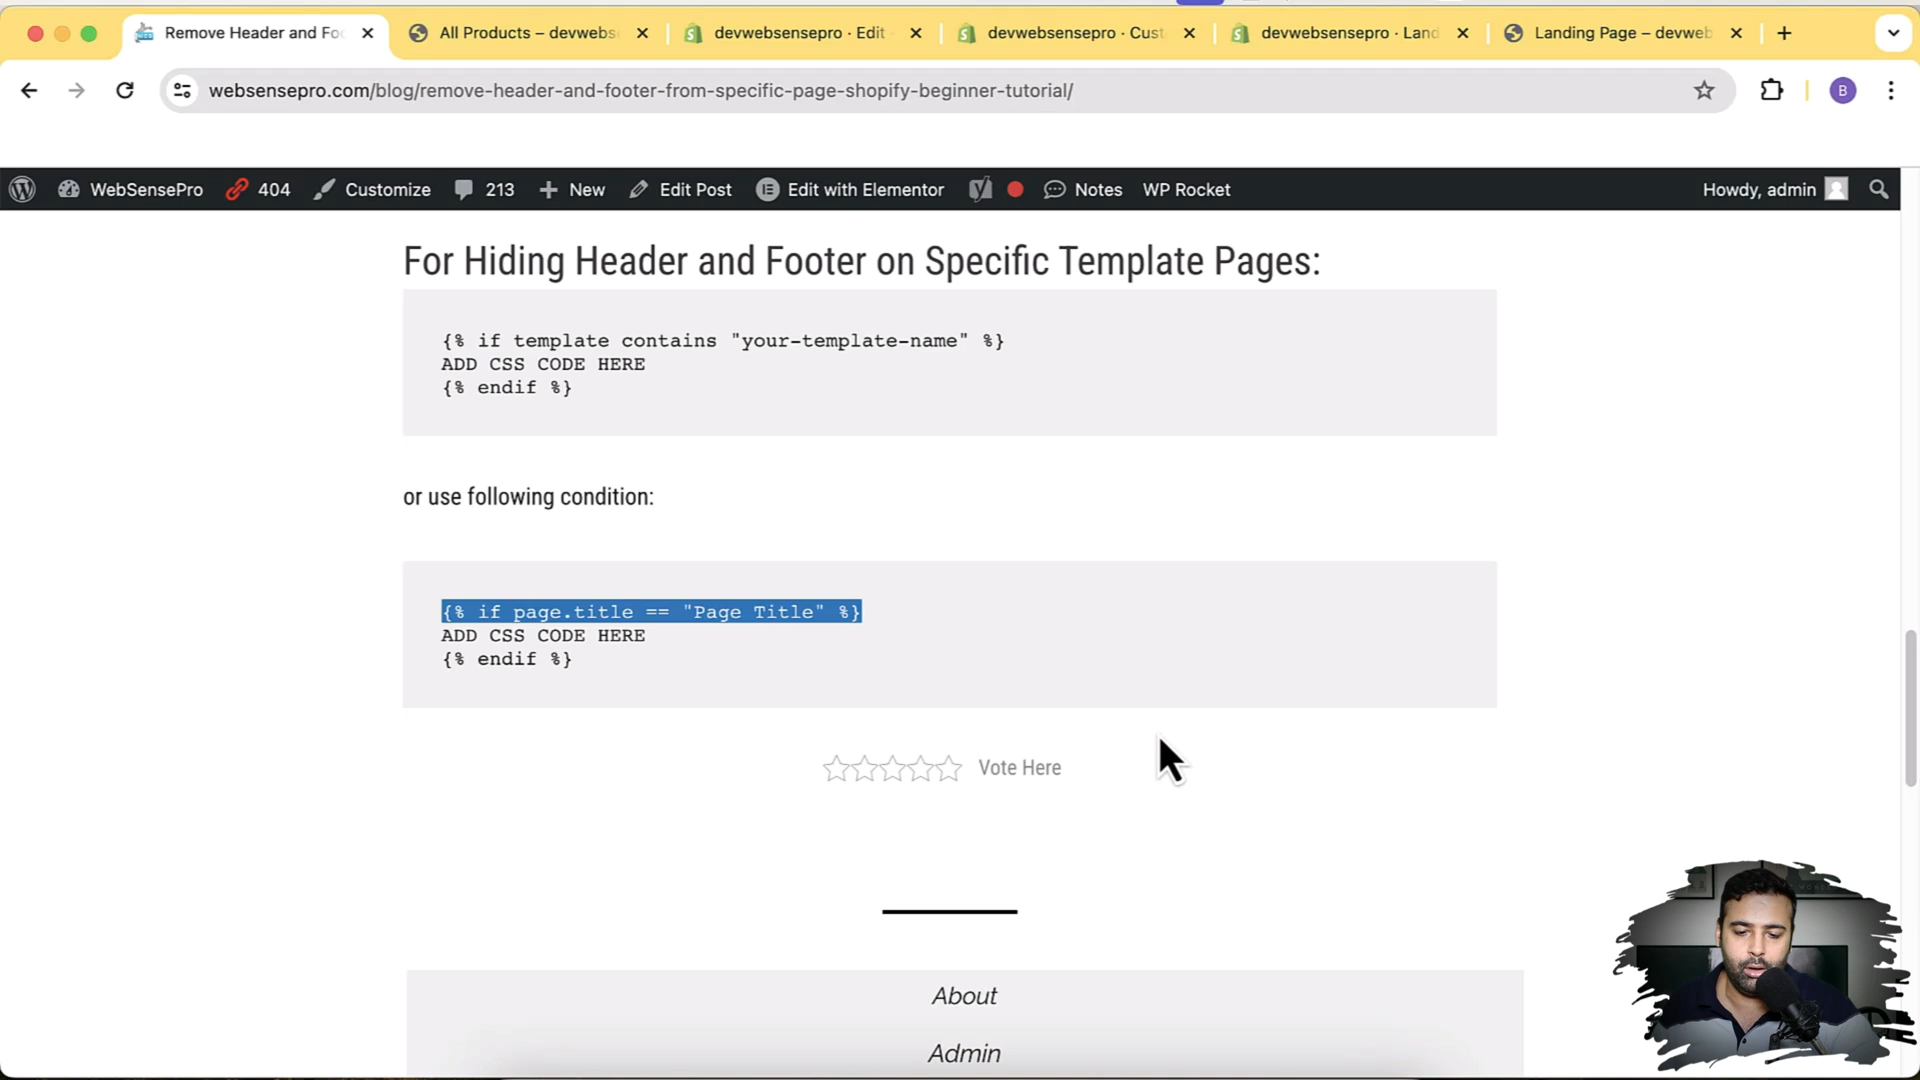 Remove Header and Fo
All Products – devwebs
devwebsensepro · Edit
devwebsensepro · Cust
devwebsensepro · Land
Landing Page – devweb
websensepro.com/blog/remove-header-and-footer-from-specific-page-shopify-beginner-tutorial/
B
WebSensePro
404
Customize
213
New
Edit Post
Edit with Elementor
Notes
WP Rocket
Howdy, admin
For Hiding Header and Footer on Specific Template Pages:
{% if template contains "your-template-name" %}
ADD CSS CODE HERE
{% endif %}
or use following condition:
{% if page.title == "Page Title" %}
ADD CSS CODE HERE
{% endif %}
Vote Here
About
Admin